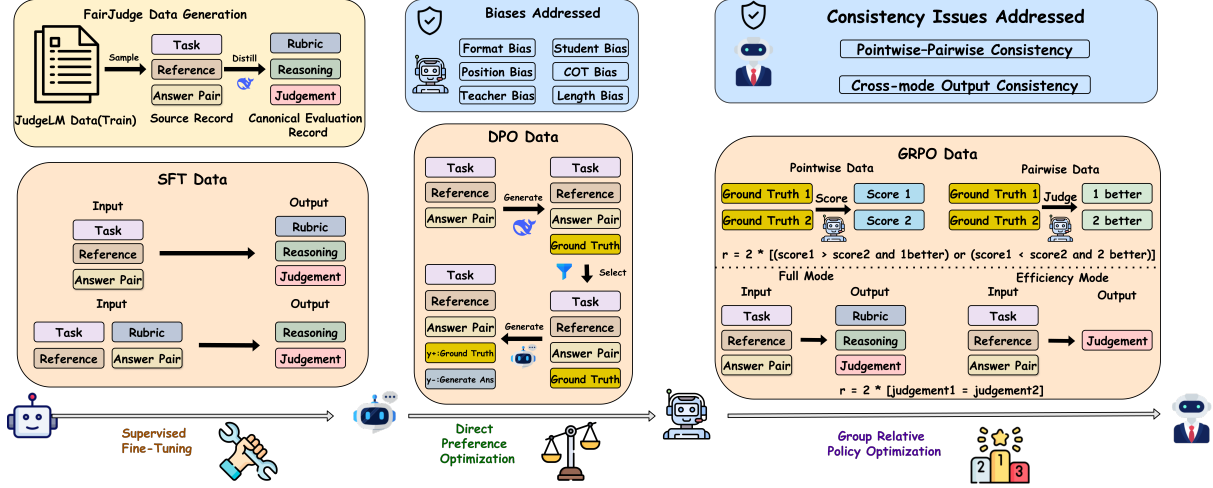 FairJudge Data Generation
Sample
Task
Reference
Answer Pair
Distill
Rubric
Reasoning
Judgement
JudgeLM Data(Train)
Source Record
Canonical Evaluation
Record
SFT Data
Input
Task
Reference
Answer Pair
Output
Rubric
Reasoning
Judgement
Input
Task
Rubric
Reference
Answer Pair
Output
Reasoning
Judgement
Biases Addressed
Format Bias
Student Bias
Position Bias
COT Bias
Teacher Bias
Length Bias
DPO Data
Task
Reference
Answer Pair
Generate
Task
Reference
Answer Pair
Ground Truth
Select
Task
Reference
Answer Pair
Ground Truth
Generate
Task
Reference
Answer Pair
y+:Ground Truth
y-:Generate Ans
Consistency Issues Addressed
Pointwise-Pairwise Consistency
Cross-mode Output Consistency
GRPO Data
Pointwise Data
Ground Truth 1
Ground Truth 2
Score
Score 1
Score 2
Pairwise Data
Ground Truth 1
Ground Truth 2
Judge
1 better
2 better
r = 2 * [(score1 > score2 and 1better) or (score1 < score2 and 2 better)]
Full Mode
Input
Task
Reference
Answer Pair
Output
Rubric
Reasoning
Judgement
Efficiency Mode
Input
Task
Reference
Answer Pair
Output
Judgement
r = 2 * [judgement1 = judgement2]
Supervised
Fine-Tuning
Direct
Preference
Optimization
Group Relative
Policy Optimization
2
1
3